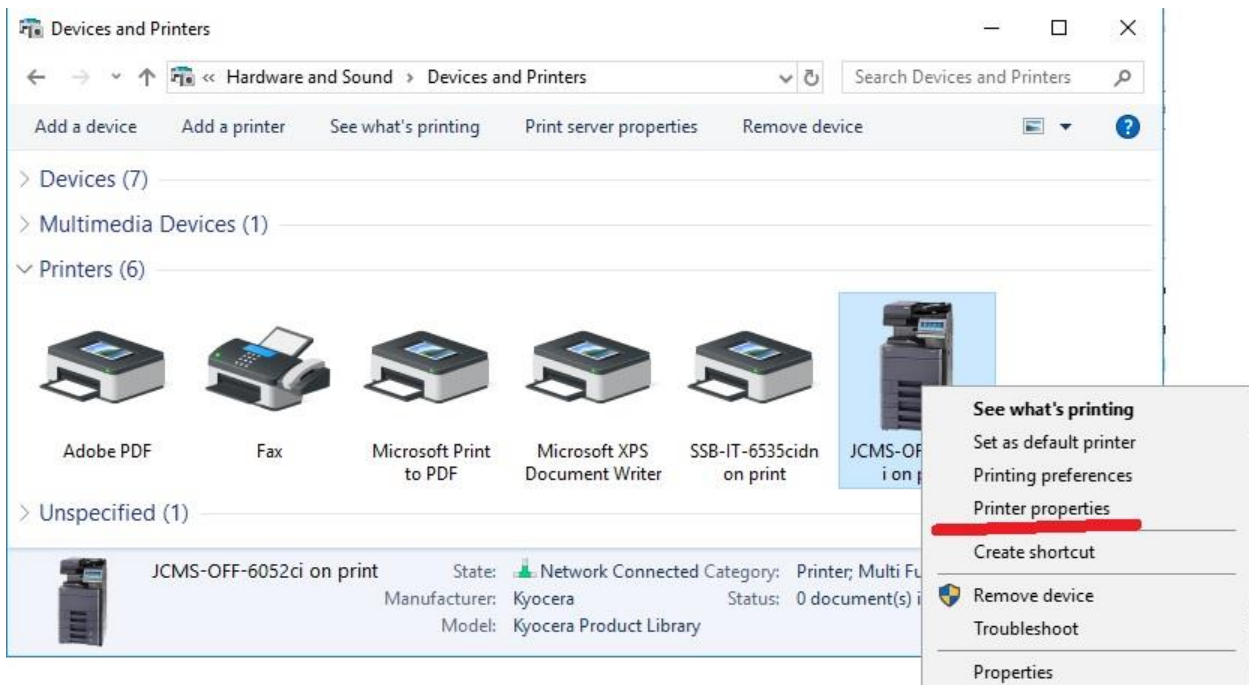 Devices and Printers
« Hardware and Sound › Devices and Printers
Search Devices and Printers
Add a device Add a printer See what's printing Print server properties Remove device
Devices (7)
Multimedia Devices (1)
Printers (6)
Adobe PDF
Fax
Microsoft Print
to PDF
Microsoft XPS
Document Writer
SSB-IT-6535cidn
on print
JCMS-OF
i on p
See what's printing
Set as default printer
Printing preferences
Printer properties
Create shortcut
Remove device
Troubleshoot
Properties
Unspecified (1)
JCMS-OFF-6052ci on print State: Network Connected Category: Printer; Multi Fu
Manufacturer: Kyocera Status: 0 document(s) i
Model: Kyocera Product Library